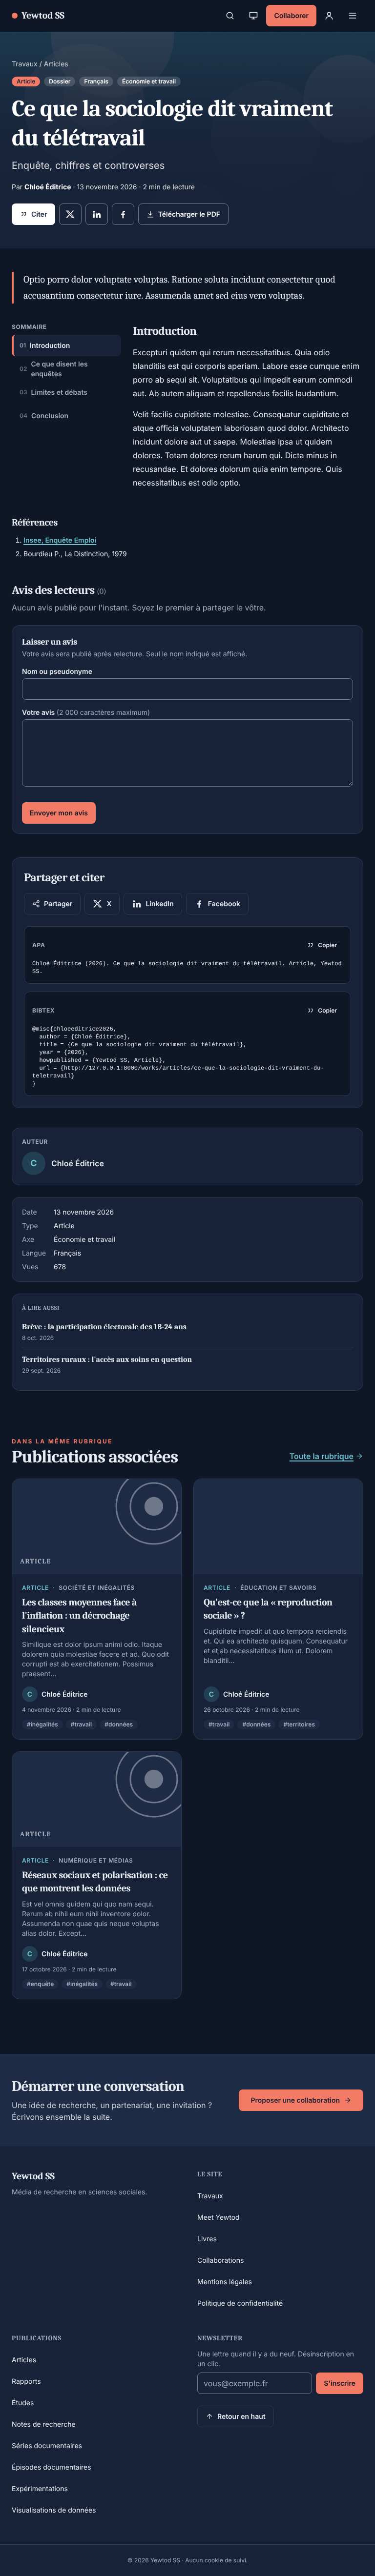 Yewtod SS
Collaborer
Travaux / Articles
Article Dossier Français Économie et travail
Ce que la sociologie dit vraiment
du télétravail
Enquête, chiffres et controverses
Par Chloé Éditrice · 13 novembre 2026 · 2 min de lecture
Citer
Télécharger le PDF
Optio porro dolor voluptate voluptas. Ratione soluta incidunt consectetur quod
accusantium consectetur iure. Assumenda amet sed eius vero voluptas.
SOMMAIRE
01 Introduction
02 Ce que disent les
enquêtes
03 Limites et débats
04 Conclusion
Introduction
Excepturi quidem qui rerum necessitatibus. Quia odio
blanditiis est qui corporis aperiam. Labore esse cumque enim
porro ab sequi sit. Voluptatibus qui impedit earum commodi
aut. Ab autem aliquam et repellendus facilis laudantium.
Velit facilis cupiditate molestiae. Consequatur cupiditate et
atque officia voluptatem laboriosam quod dolor. Architecto
incidunt dolore aut ut saepe. Molestiae ipsa ut quidem
dolores. Totam dolores rerum harum qui. Dicta minus in
recusandae. Et dolores dolorum quia enim tempore. Quis
necessitatibus est odio optio.
Références
1. Insee, Enquête Emploi
2. Bourdieu P., La Distinction, 1979
Avis des lecteurs (0)
Aucun avis publié pour l'instant. Soyez le premier à partager le vôtre.
Laisser un avis
Votre avis sera publié après relecture. Seul le nom indiqué est affiché.
Nom ou pseudonyme
Votre avis (2 000 caractères maximum)
Envoyer mon avis
Partager et citer
Partager
X
LinkedIn
Facebook
APA
Copier
Chloé Éditrice (2026). Ce que la sociologie dit vraiment du télétravail. Article, Yewtod
SS.
BIBTEX
Copier
@misc{chloeeditrice2026,
author = {Chloé Éditrice},
title = {Ce que la sociologie dit vraiment du télétravail},
year = {2026},
howpublished = {Yewtod SS, Article},
url = {http://127.0.0.1:8000/works/articles/ce-que-la-sociologie-dit-vraiment-du-
teletravail}
}
AUTEUR
C
Chloé Éditrice
Date 13 novembre 2026
Type Article
Axe Économie et travail
Langue Français
Vues 678
À LIRE AUSSI
Brève : la participation électorale des 18-24 ans
8 oct. 2026
Territoires ruraux : l'accès aux soins en question
29 sept. 2026
DANS LA MÊME RUBRIQUE
Publications associées
Toute la rubrique →
ARTICLE
ARTICLE · SOCIÉTÉ ET INÉGALITÉS
Les classes moyennes face à
l'inflation : un décrochage
silencieux
Similique est dolor ipsum animi odio. Itaque
dolorem quia molestiae facere ad. Quo odit
corrupti est ab exercitationem. Possimus
praesent…
C
Chloé Éditrice
4 novembre 2026 · 2 min de lecture
#inégalités #travail #données
ARTICLE · ÉDUCATION ET SAVOIRS
Qu'est-ce que la « reproduction
sociale » ?
Cupiditate impedit ut quo tempora reiciendis
et. Qui ea architecto quisquam. Consequatur
et et ab necessitatibus illum ut. Dolorem
blanditii…
C
Chloé Éditrice
26 octobre 2026 · 2 min de lecture
#travail #données #territoires
ARTICLE
ARTICLE · NUMÉRIQUE ET MÉDIAS
Réseaux sociaux et polarisation : ce
que montrent les données
Est vel omnis quidem qui quo nam sequi.
Rerum ab nihil eum nihil inventore dolor.
Assumenda non quae quis neque voluptas
alias dolor. Except…
C
Chloé Éditrice
17 octobre 2026 · 2 min de lecture
#enquête #inégalités #travail
Démarrer une conversation
Une idée de recherche, un partenariat, une invitation ?
Écrivons ensemble la suite.
Proposer une collaboration →
Yewtod SS
Média de recherche en sciences sociales.
LE SITE
Travaux
Meet Yewtod
Livres
Collaborations
Mentions légales
Politique de confidentialité
PUBLICATIONS
Articles
Rapports
Études
Notes de recherche
Séries documentaires
Épisodes documentaires
Expérimentations
Visualisations de données
NEWSLETTER
Une lettre quand il y a du neuf. Désinscription en
un clic.
vous@exemple.fr
S'inscrire
↑ Retour en haut
© 2026 Yewtod SS · Aucun cookie de suivi.